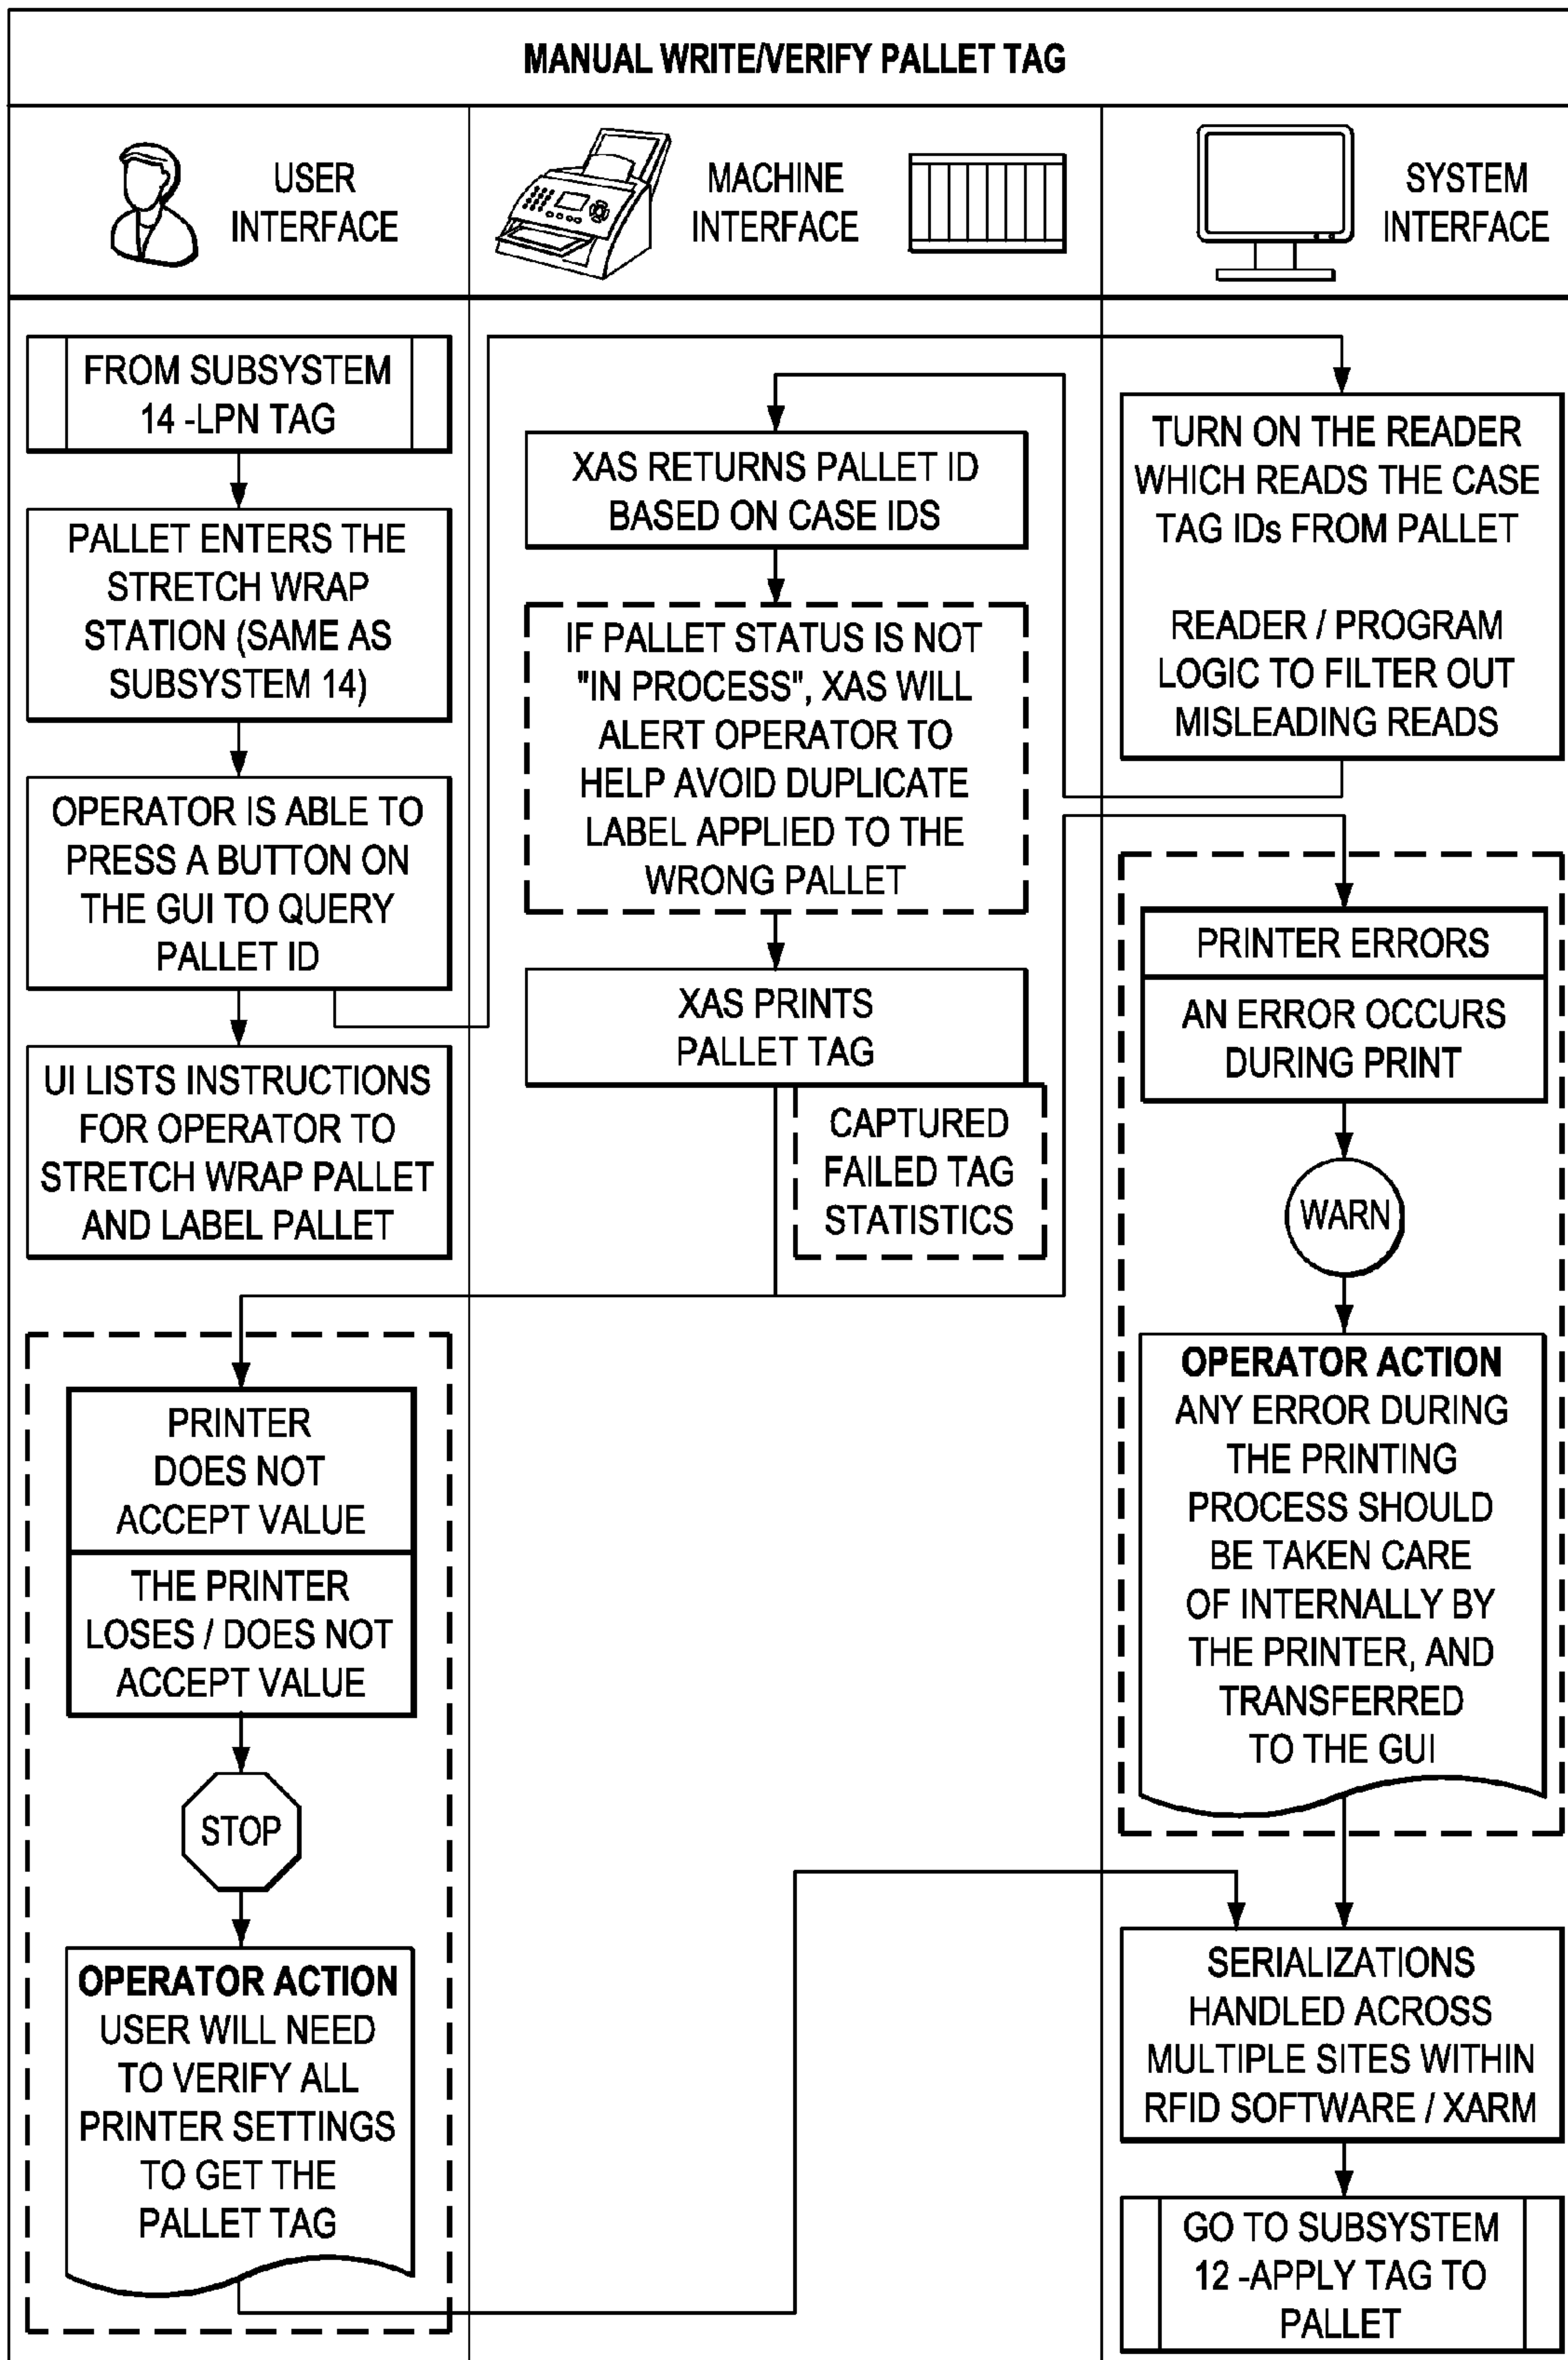 MANUAL WRITE/VERIFY PALLET TAG
USER
INTERFACE
MACHINE
INTERFACE
SYSTEM
INTERFACE
FROM SUBSYSTEM
14 -LPN TAG
PALLET ENTERS THE
STRETCH WRAP
STATION (SAME AS
SUBSYSTEM 14)
OPERATOR IS ABLE TO
PRESS A BUTTON ON
THE GUI TO QUERY
PALLET ID
UI LISTS INSTRUCTIONS
FOR OPERATOR TO
STRETCH WRAP PALLET
AND LABEL PALLET
PRINTER
DOES NOT
ACCEPT VALUE
THE PRINTER
LOSES / DOES NOT
ACCEPT VALUE
STOP
OPERATOR ACTION
USER WILL NEED
TO VERIFY ALL
PRINTER SETTINGS
TO GET THE
PALLET TAG
XAS RETURNS PALLET ID
BASED ON CASE IDS
IF PALLET STATUS IS NOT
"IN PROCESS", XAS WILL
ALERT OPERATOR TO
HELP AVOID DUPLICATE
LABEL APPLIED TO THE
WRONG PALLET
XAS PRINTS
PALLET TAG
CAPTURED
FAILED TAG
STATISTICS
TURN ON THE READER
WHICH READS THE CASE
TAG IDs FROM PALLET
READER / PROGRAM
LOGIC TO FILTER OUT
MISLEADING READS
PRINTER ERRORS
AN ERROR OCCURS
DURING PRINT
WARN
OPERATOR ACTION
ANY ERROR DURING
THE PRINTING
PROCESS SHOULD
BE TAKEN CARE
OF INTERNALLY BY
THE PRINTER, AND
TRANSFERRED
TO THE GUI
SERIALIZATIONS
HANDLED ACROSS
MULTIPLE SITES WITHIN
RFID SOFTWARE / XARM
GO TO SUBSYSTEM
12 -APPLY TAG TO
PALLET